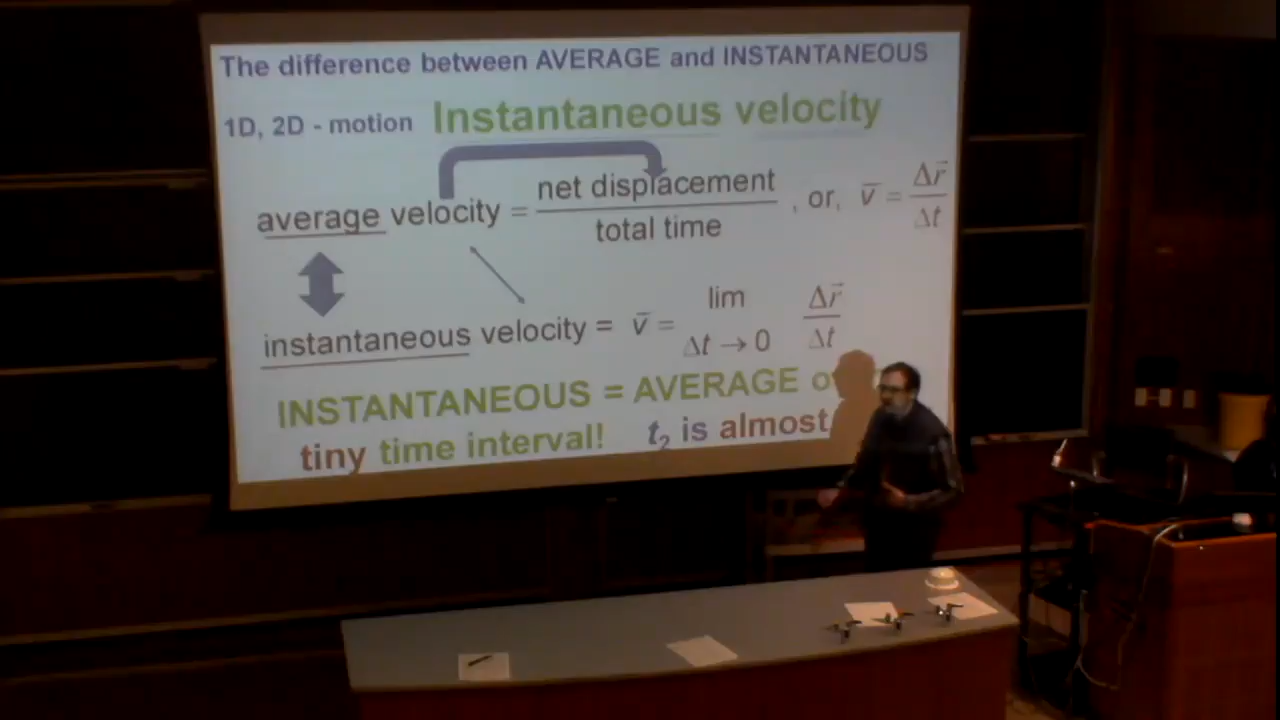 The difference between AVERAGE and INSTANTANEOUS
1D, 2D - motion Instantaneous velocity
average velocity = net displacement / total time , or, v̄ = Δr⃗ / Δt
instantaneous velocity = v̄ = lim Δt → 0 Δr⃗ / Δt
INSTANTANEOUS = AVERAGE
tiny time interval! t₂ is almost